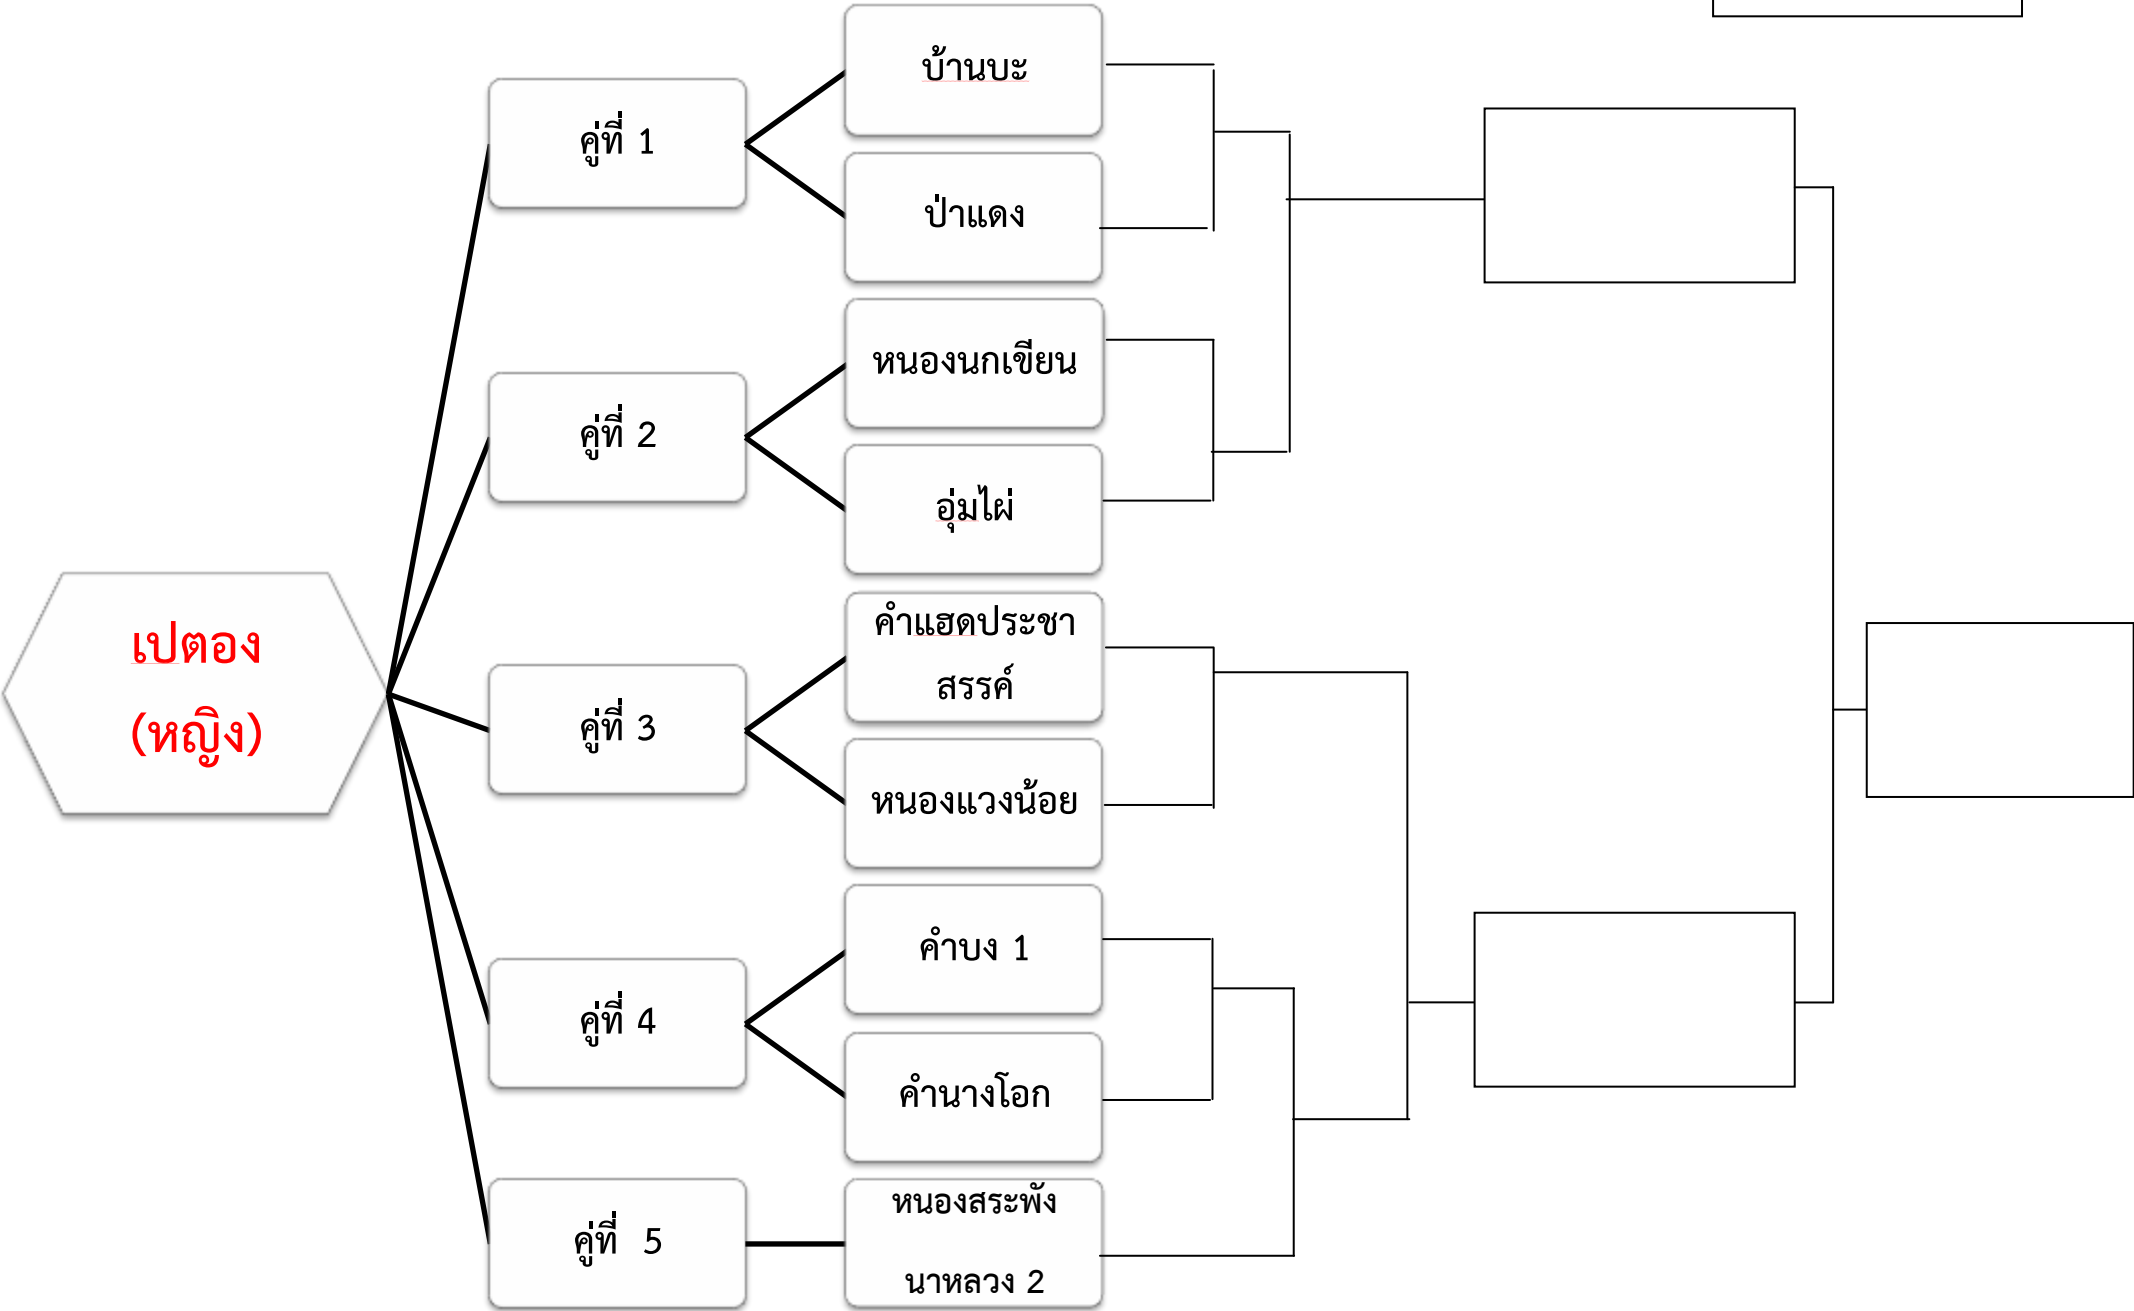 เปตอง
(หญิง)
คู่ที่ 1
บ้านบะ
ป่าแดง
คู่ที่ 2
หนองนกเขียน
อุ่มไผ่
คู่ที่ 3
คำแฮดประชา
สรรค์
หนองแวงน้อย
คู่ที่ 4
คำบง 1
คำนางโอก
คู่ที่ 5
หนองสระพัง
นาหลวง 2